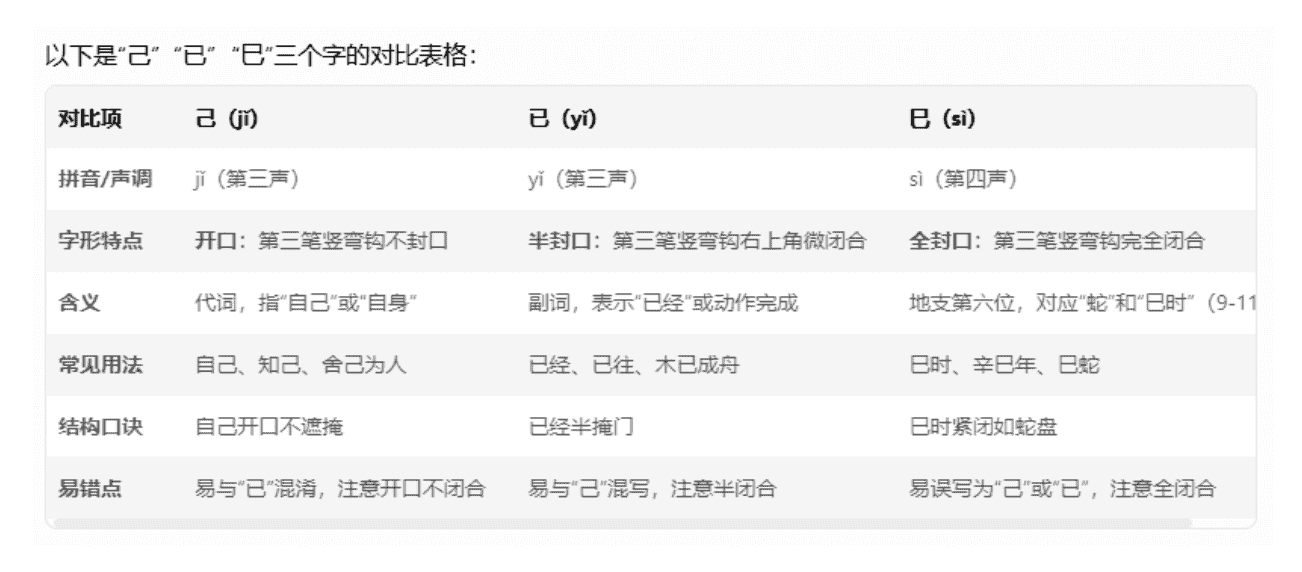 以下是“己”“已”“巳”三个字的对比表格：
对比项 己（jǐ） 已（yǐ） 巳（sì）
拼音/声调 jǐ（第三声） yǐ（第三声） sì（第四声）
字形特点 开口：第三笔竖弯钩不封口 半封口：第三笔竖弯钩右上角微闭合 全封口：第三笔竖弯钩完全闭合
含义 代词，指“自己”或“自身” 副词，表示“已经”或动作完成 地支第六位，对应“蛇”和“巳时”（9-11
常见用法 自己、知己、舍己为人 已经、已往、木已成舟 巳时、辛巳年、巳蛇
结构口诀 自己开口不遮掩 已经半掩门 巳时紧闭如蛇盘
易错点 易与“已”混淆，注意开口不闭合 易与“己”混写，注意半闭合 易误写为“己”或“已”，注意全闭合